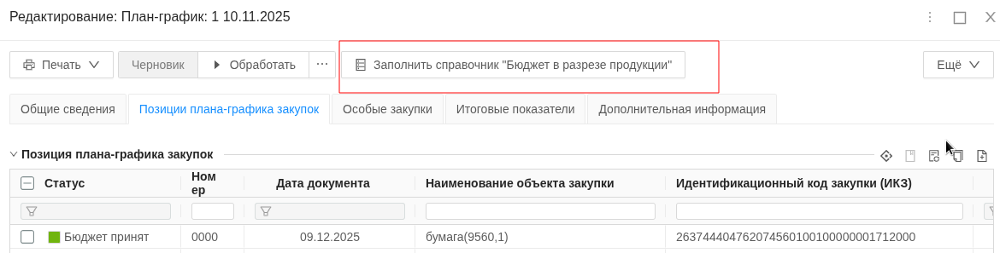 Редактирование: План-график: 1 10.11.2025
Печать Черновик Обработать ... Заполнить справочник "Бюджет в разрезе продукции" Ещё
Общие сведения Позиции плана-графика закупок Особые закупки Итоговые показатели Дополнительная информация
Позиция плана-графика закупок
Статус Ном
ер Дата документа Наименование объекта закупки Идентификационный код закупки (ИКЗ)
Бюджет принят 0000 09.12.2025 бумага(9560,1) 263744404762074560100100000001712000